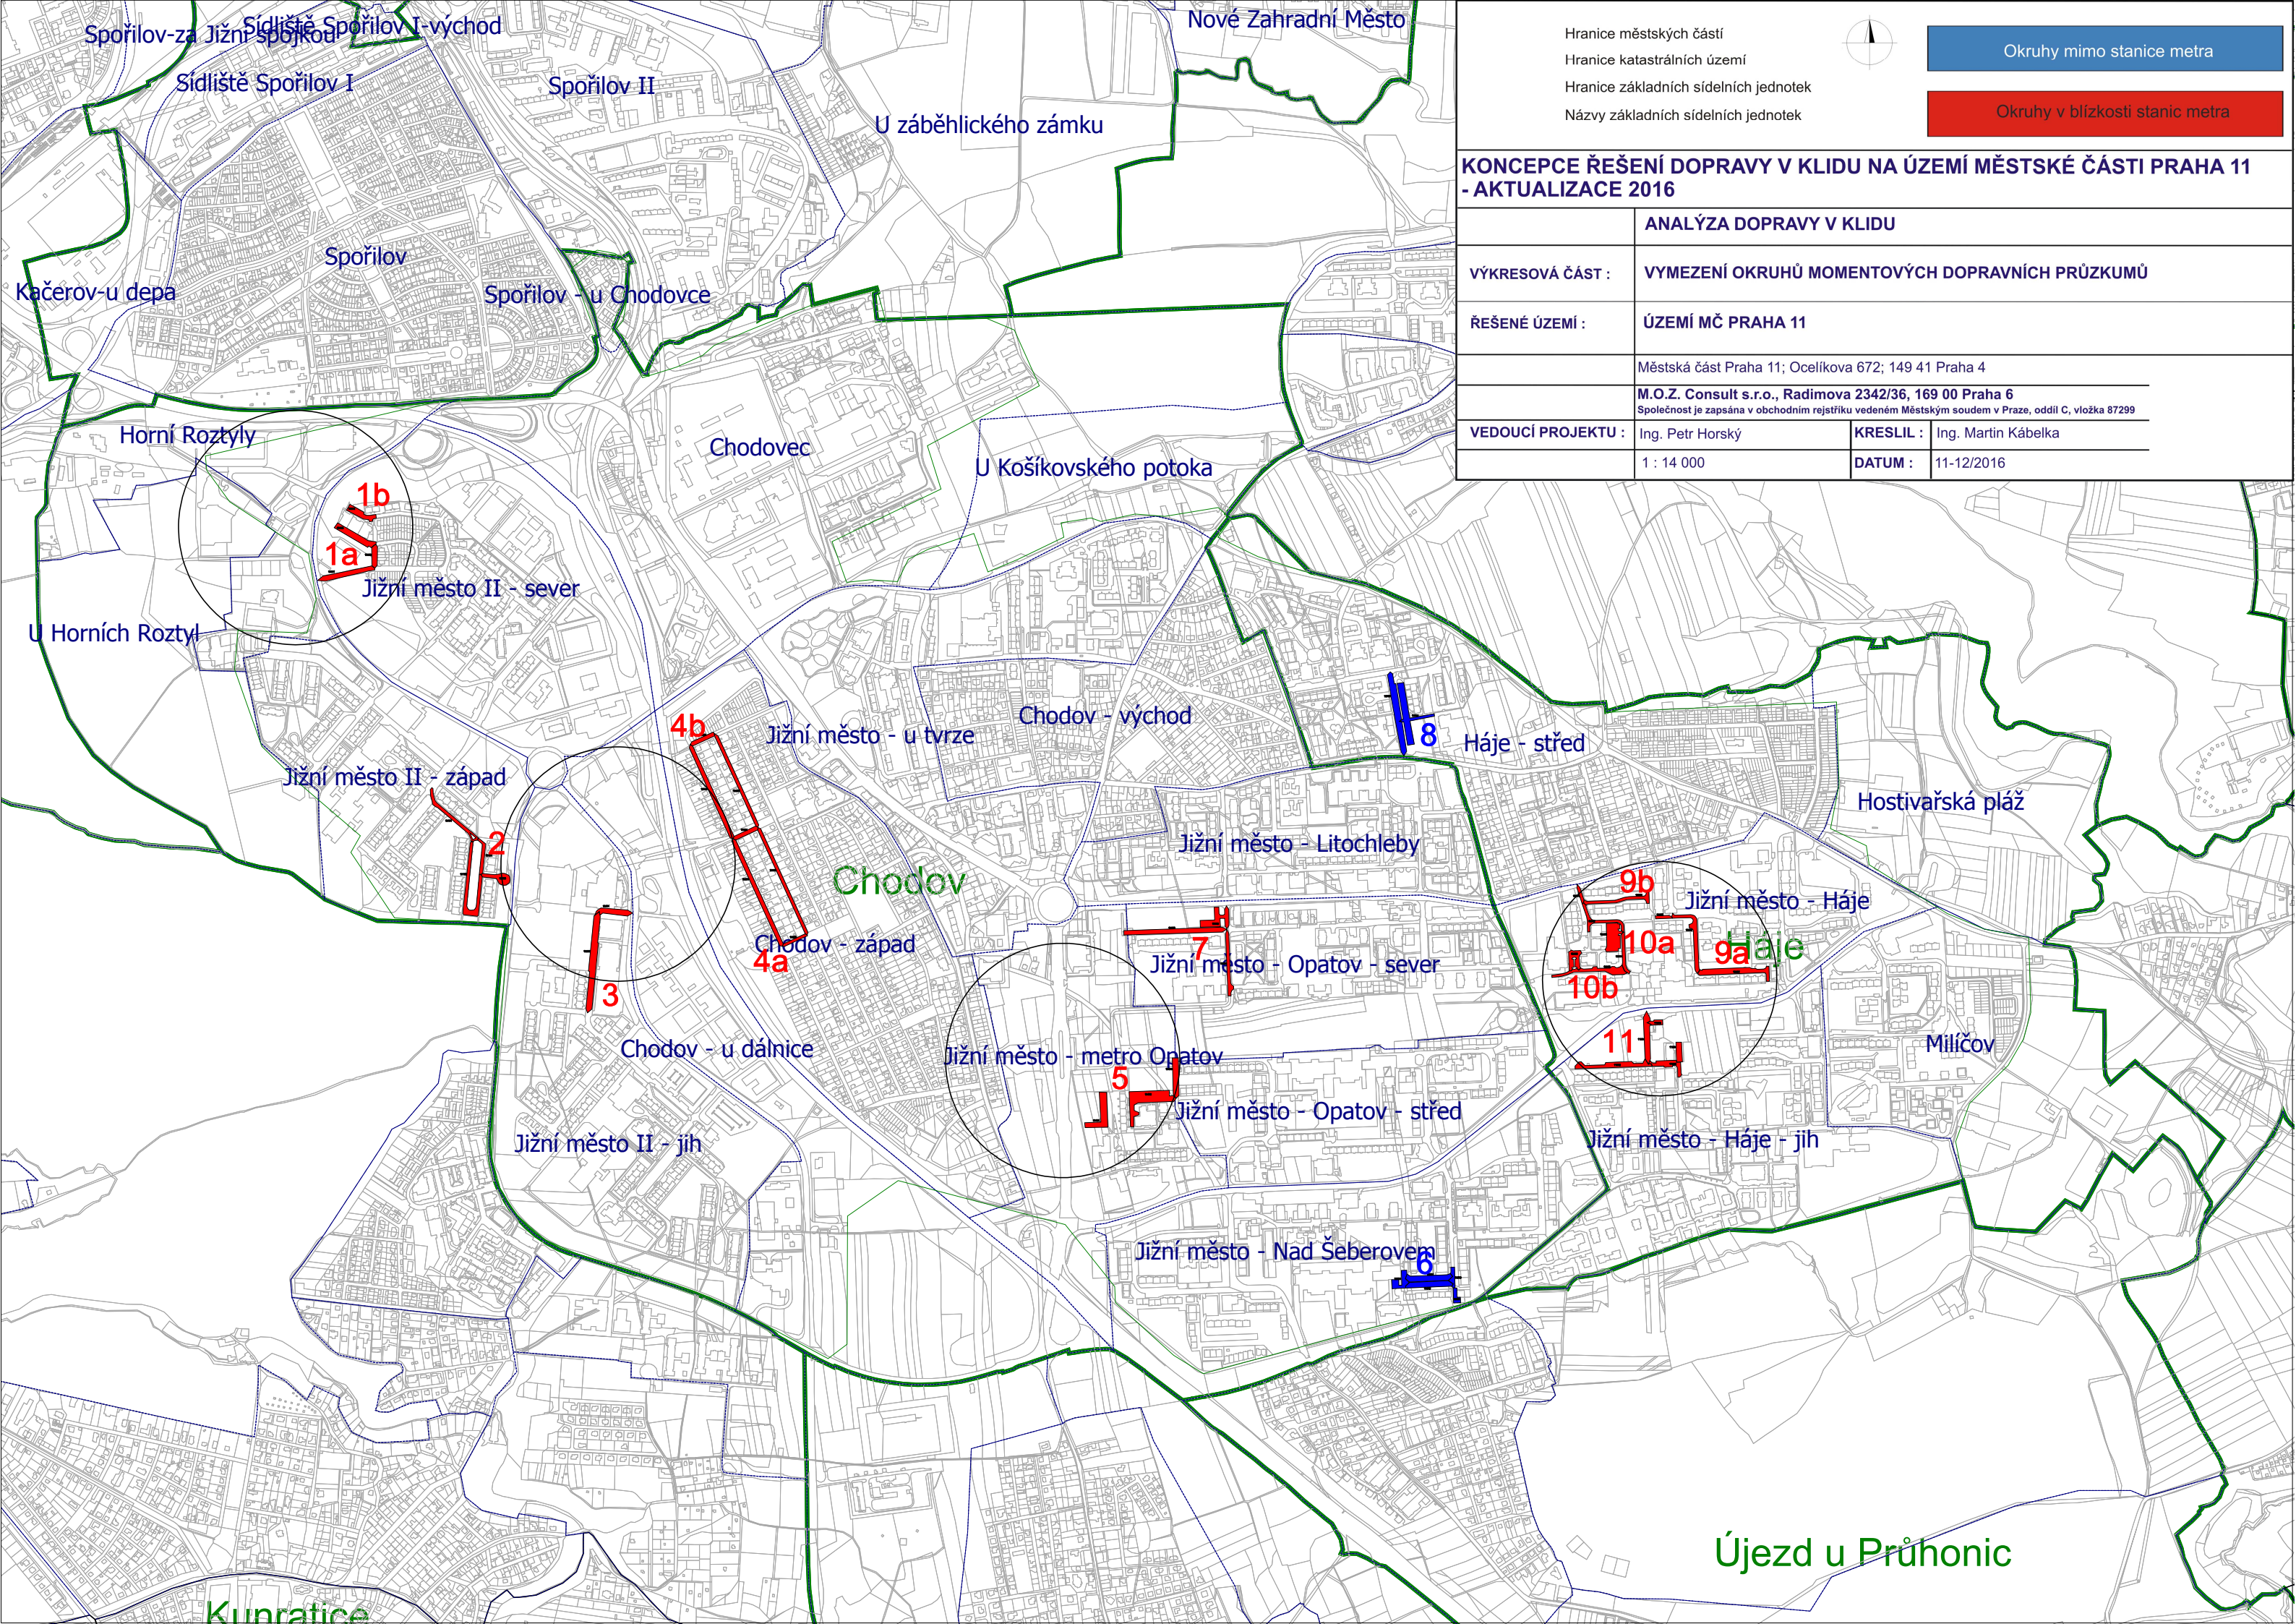 Spořilov-za Jižní spojkou
Sídliště Spořilov I-východ
Nové Zahradní Město
Sídliště Spořilov I
Spořilov II
U záběhlického zámku
Spořilov
Kačerov-u depa
Spořilov - u Chodovce
Hranice městských částí
Hranice katastrálních území
Hranice základních sídelních jednotek
Názvy základních sídelních jednotek
Okruhy mimo stanice metra
Okruhy v blízkosti stanic metra
KONCEPCE ŘEŠENÍ DOPRAVY V KLIDU NA ÚZEMÍ MĚSTSKÉ ČÁSTI PRAHA 11
- AKTUALIZACE 2016
ANALÝZA DOPRAVY V KLIDU
VÝKRESOVÁ ČÁST : VYMEZENÍ OKRUHŮ MOMENTOVÝCH DOPRAVNÍCH PRŮZKUMŮ
ŘEŠENÉ ÚZEMÍ : ÚZEMÍ MČ PRAHA 11
Městská část Praha 11; Ocelíkova 672; 149 41 Praha 4
M.O.Z. Consult s.r.o., Radimova 2342/36, 169 00 Praha 6
Společnost je zapsána v obchodním rejstříku vedeném Městským soudem v Praze, oddíl C, vložka 87299
VEDOUCÍ PROJEKTU : Ing. Petr Horský KRESLIL : Ing. Martin Kábelka
1 : 14 000 DATUM : 11-12/2016
Horní Roztyly
Chodovec
U Košíkovského potoka
1b
1a
Jižní město II - sever
U Horních Roztyl
4b
Jižní město - u tvrze
Chodov - východ
8
Háje - střed
Jižní město II - západ
Hostivařská pláž
2
Jižní město - Litochleby
Chodov
9b
Jižní město - Háje
Chodov - západ
4a
7
Jižní město - Opatov - sever
10a
9a
Háje
10b
3
Chodov - u dálnice
Jižní město - metro Opatov
11
Milíčov
5
Jižní město - Opatov - střed
Jižní město II - jih
Jižní město - Háje - jih
Jižní město - Nad Šeberovem
6
Újezd u Průhonic
Kunratice